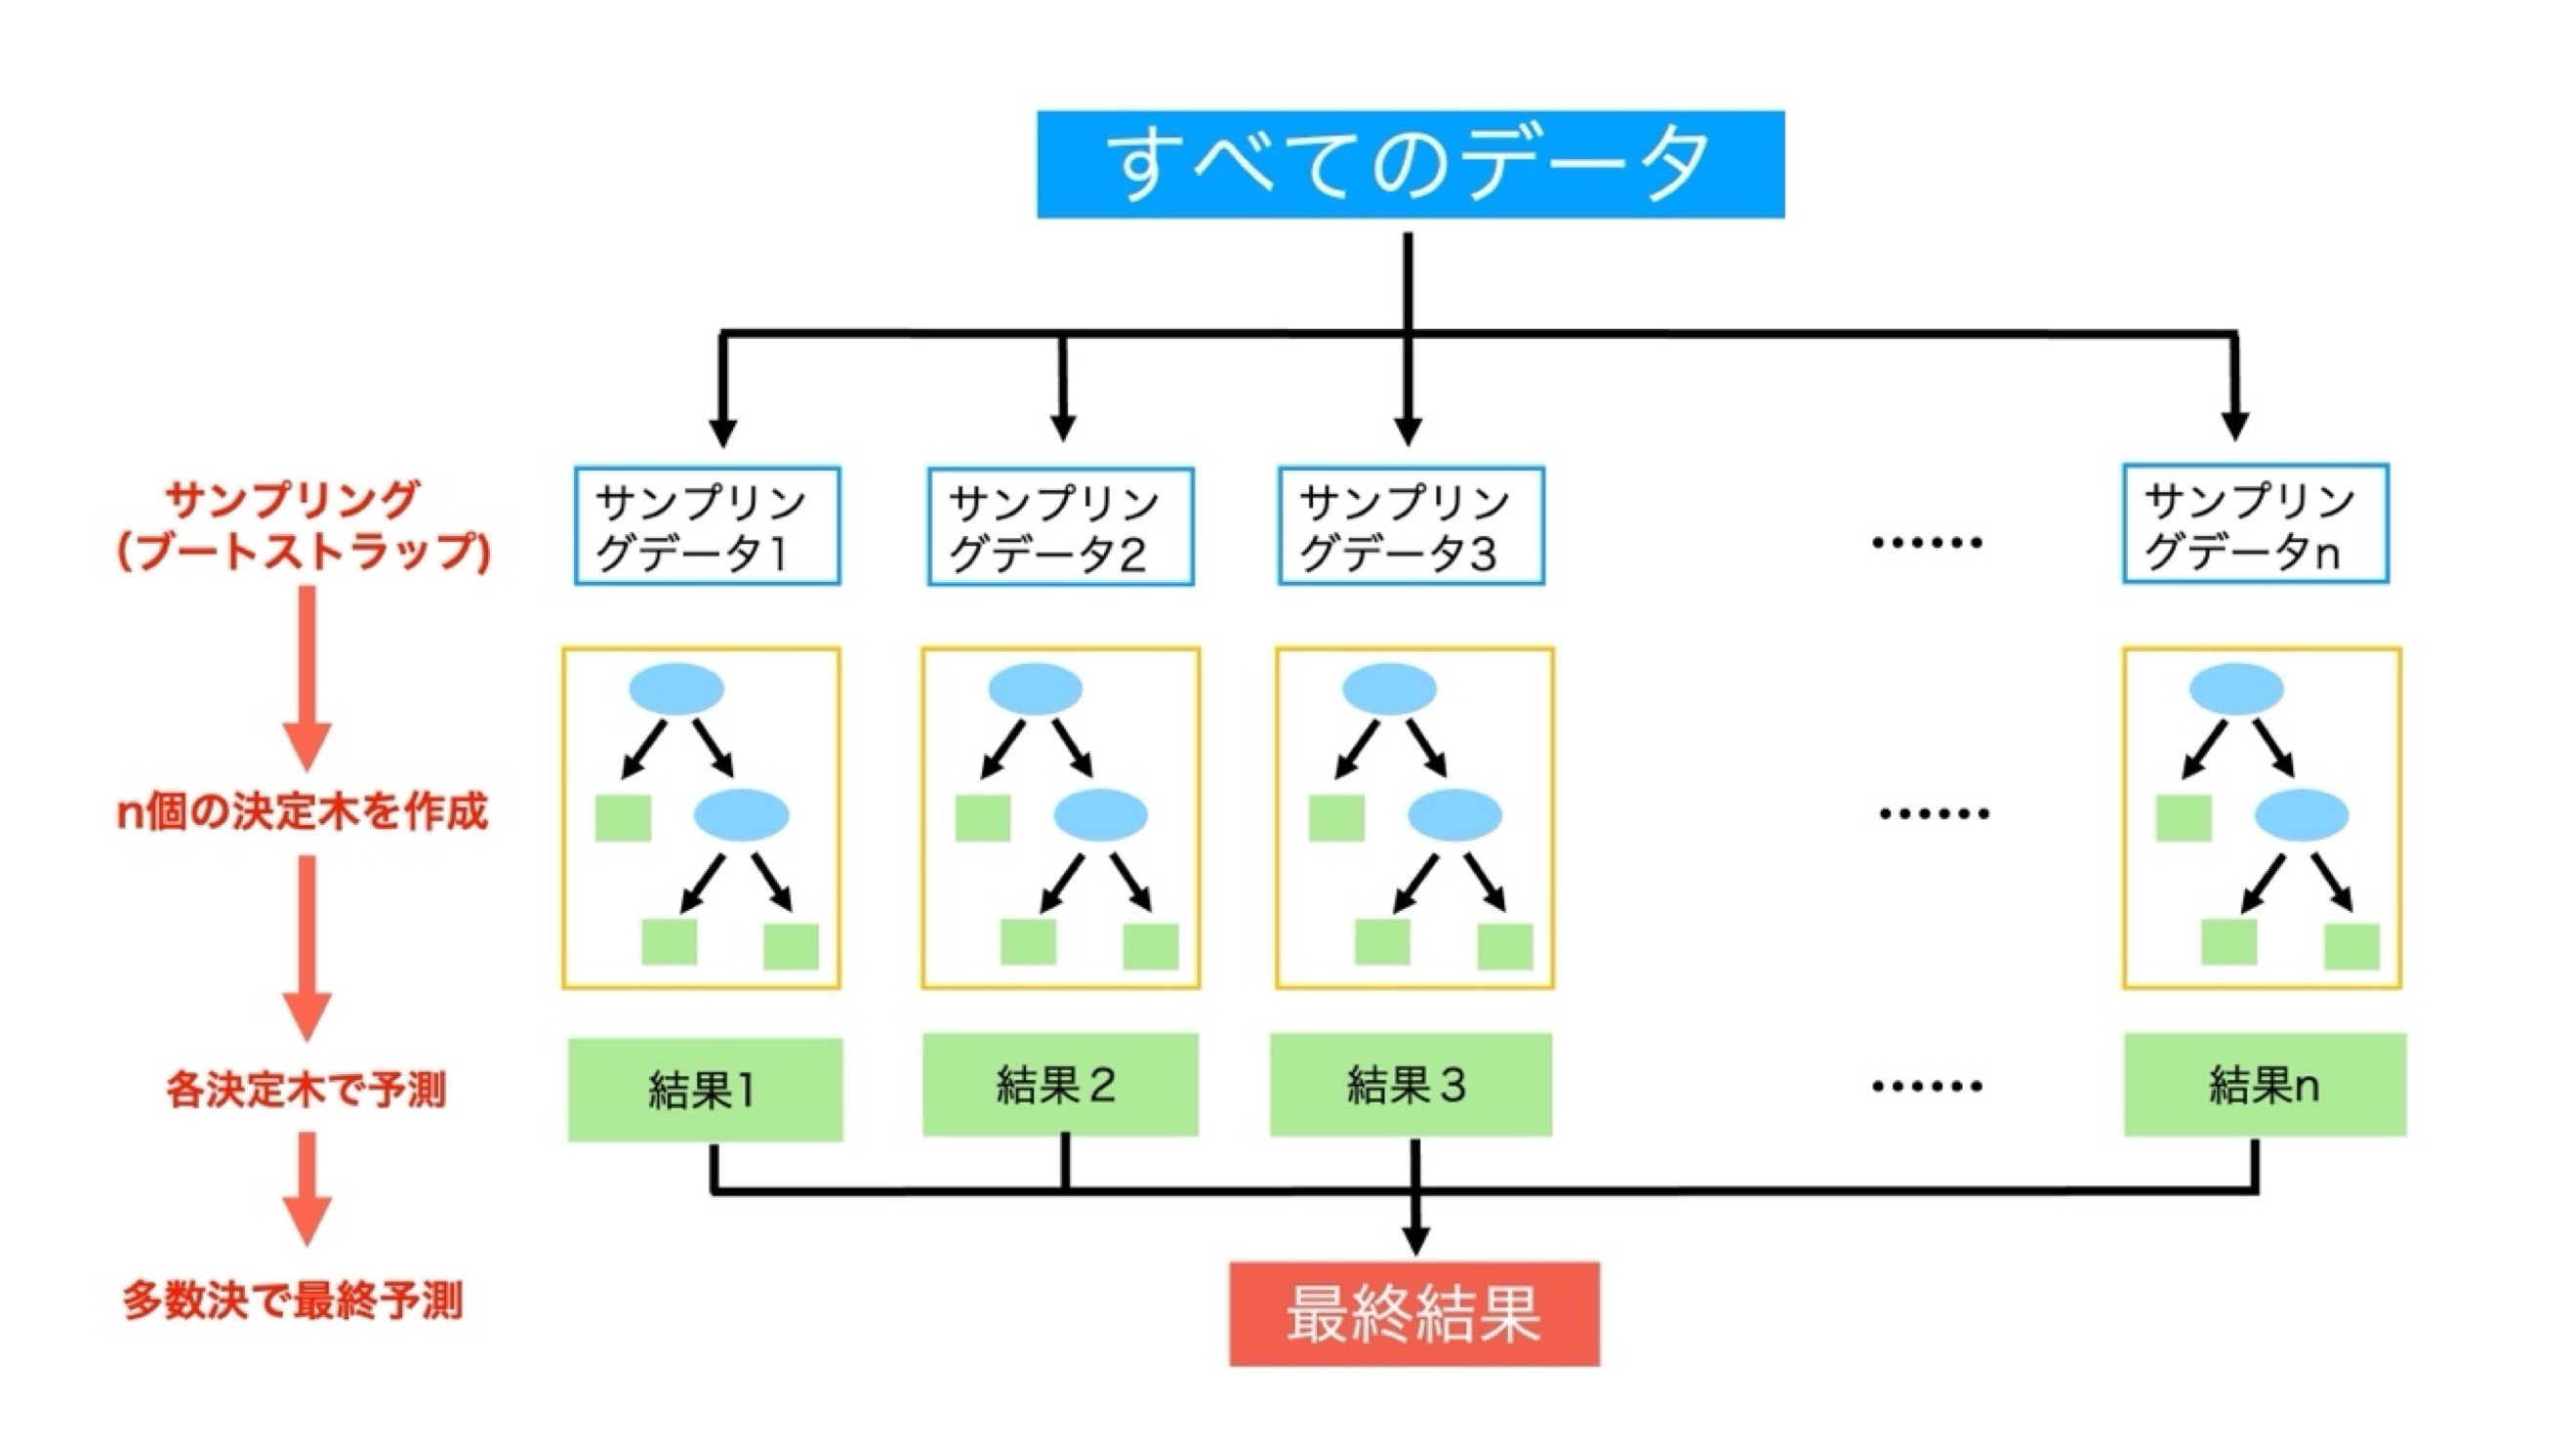 すべてのデータ
サンプリング
(ブートストラップ)
サンプリン
グデータ1
サンプリン
グデータ2
サンプリン
グデータ3
……
サンプリン
グデータn
n個の決定木を作成
……
各決定木で予測
結果1
結果２
結果３
……
結果n
多数決で最終予測
最終結果